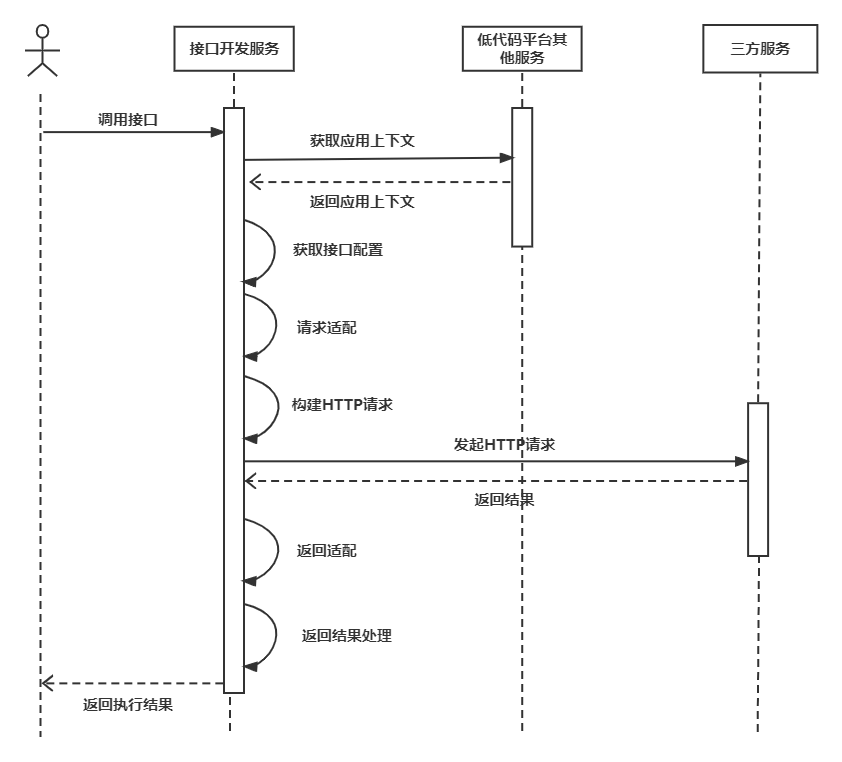 接口开发服务
低代码平台其
他服务
三方服务
调用接口
获取应用上下文
返回应用上下文
获取接口配置
请求适配
构建HTTP请求
发起HTTP请求
返回结果
返回适配
返回结果处理
返回执行结果